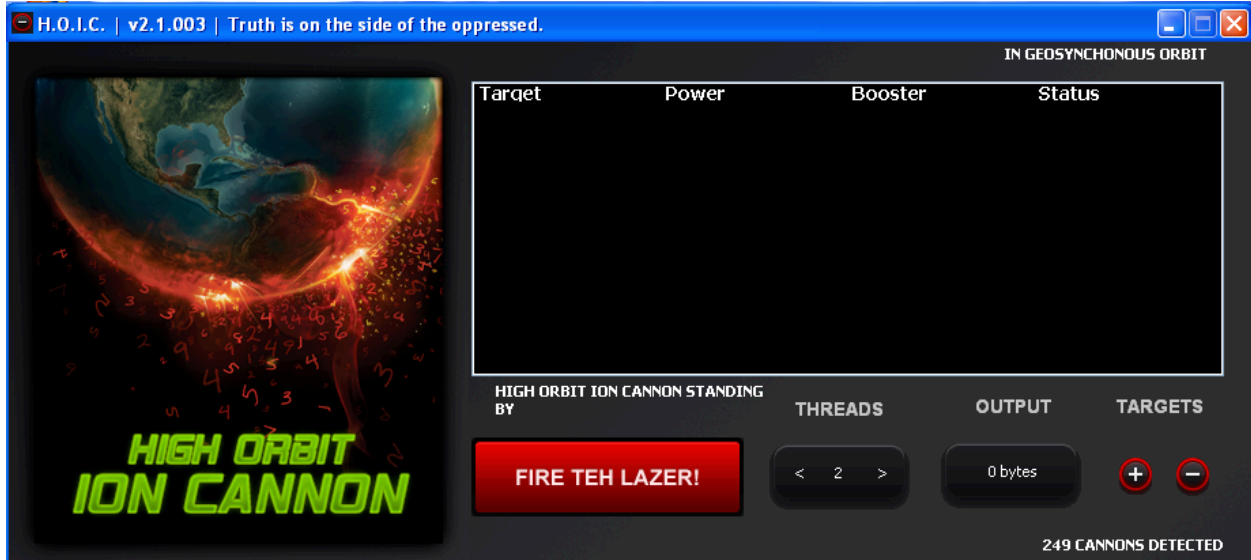 H.O.I.C. | v2.1.003 | Truth is on the side of the oppressed.
IN GEOSYNCHONOUS ORBIT
Target Power Booster Status
HIGH ORBIT ION CANNON STANDING
BY
THREADS OUTPUT TARGETS
FIRE TEH LAZER!
< 2 >
0 bytes
+ −
HIGH ORBIT
ION CANNON
249 CANNONS DETECTED